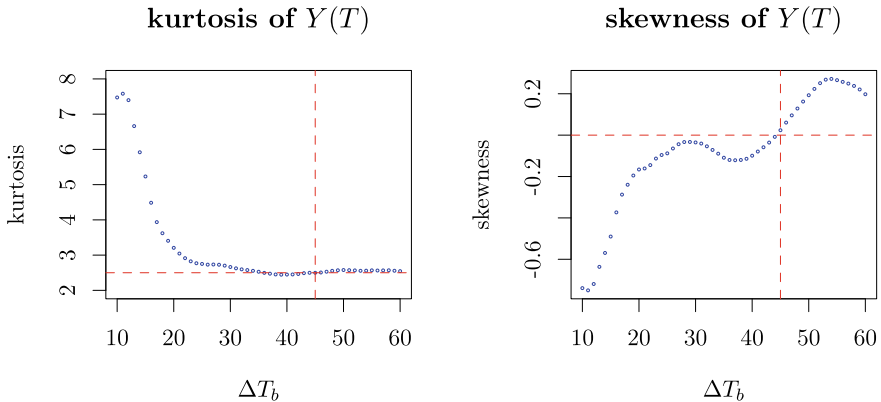 kurtosis of Y(T)
kurtosis
8
7
6
5
4
3
2
10 20 30 40 50 60
ΔT_b
skewness of Y(T)
skewness
0.2
-0.2
-0.6
10 20 30 40 50 60
ΔT_b